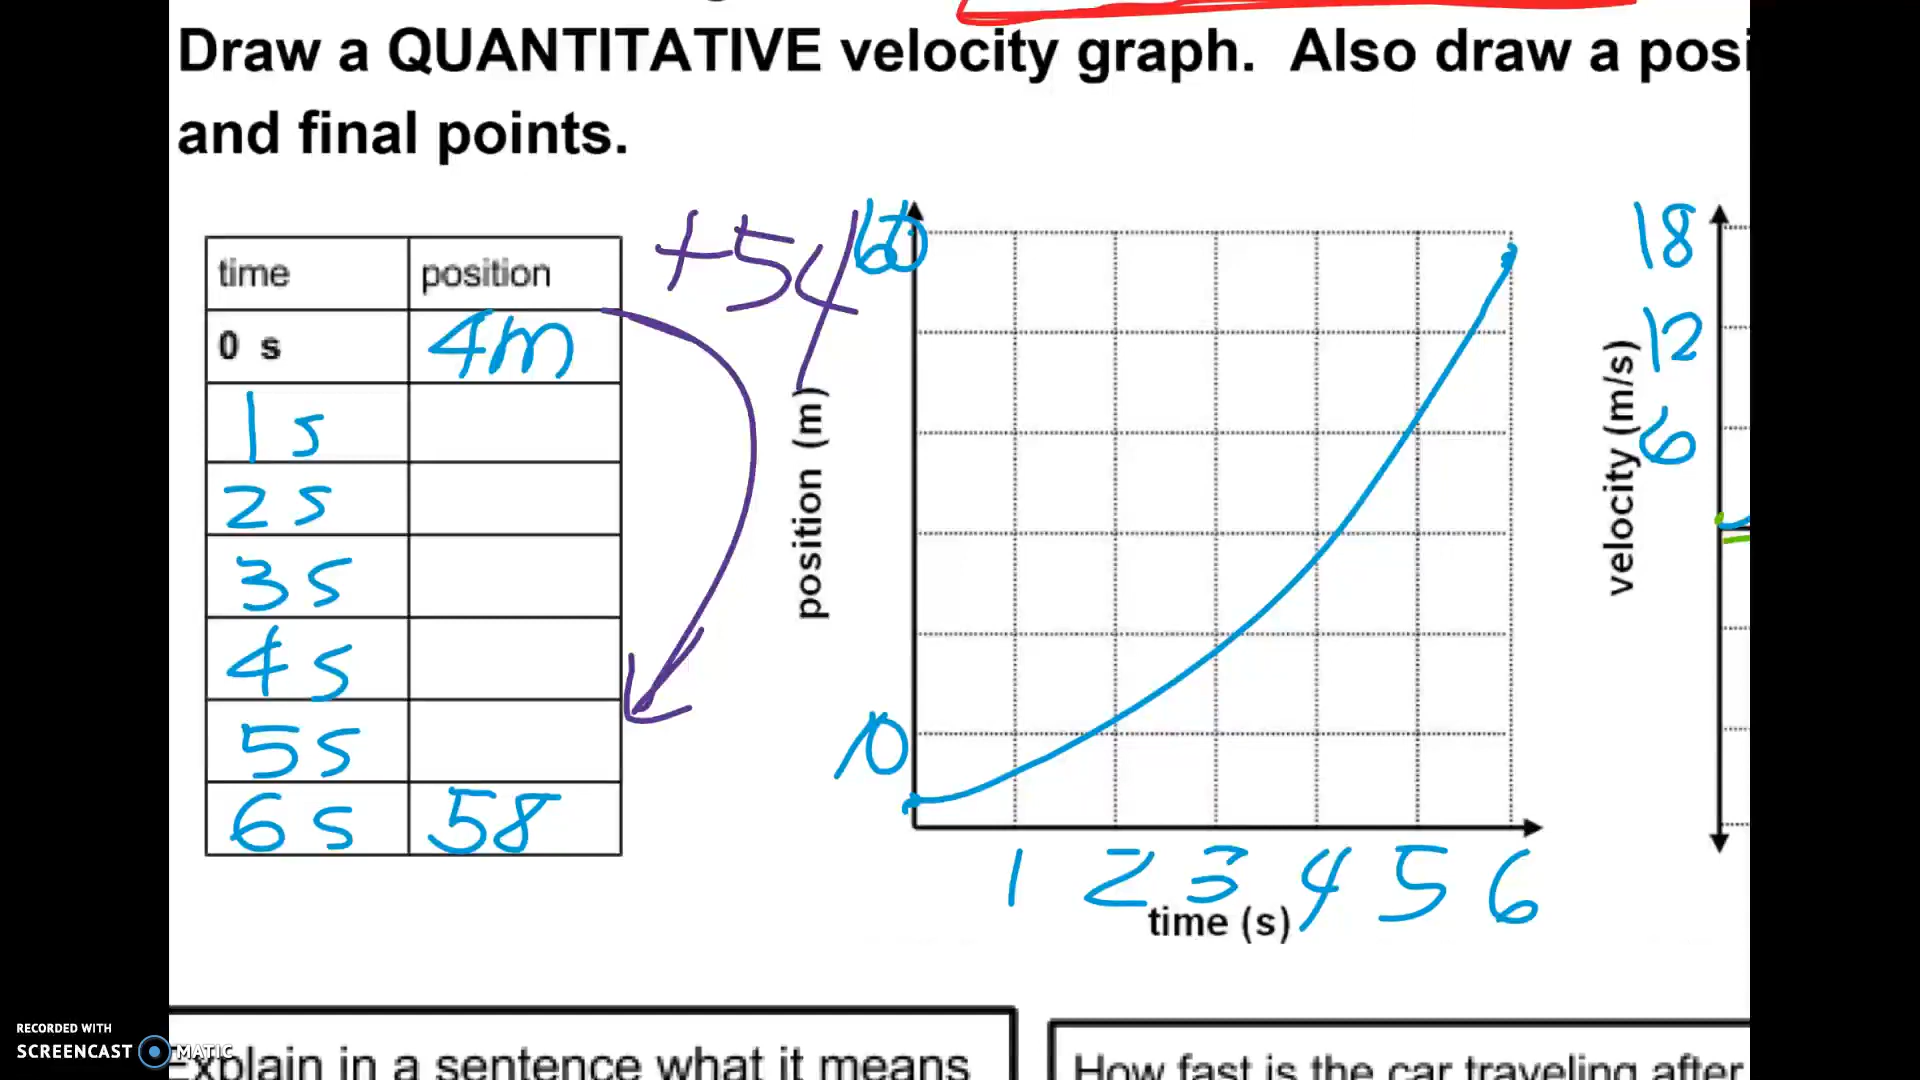 Draw a QUANTITATIVE velocity graph. Also draw a posi
and final points.
time position
0 s 4m
1 s
2 s
3 s
4 s
5 s
6 s 58
+54
60
10
position (m)
1 2 3 4 5 6
time (s)
18
12
6
velocity (m/s)
Explain in a sentence what it means
How fast is the car traveling after
RECORDED WITH
SCREENCAST MATIC